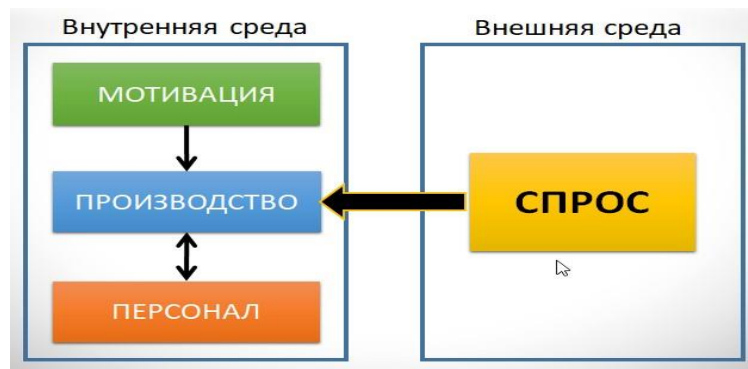 Внутренняя среда
МОТИВАЦИЯ
ПРОИЗВОДСТВО
ПЕРСОНАЛ
Внешняя среда
СПРОС